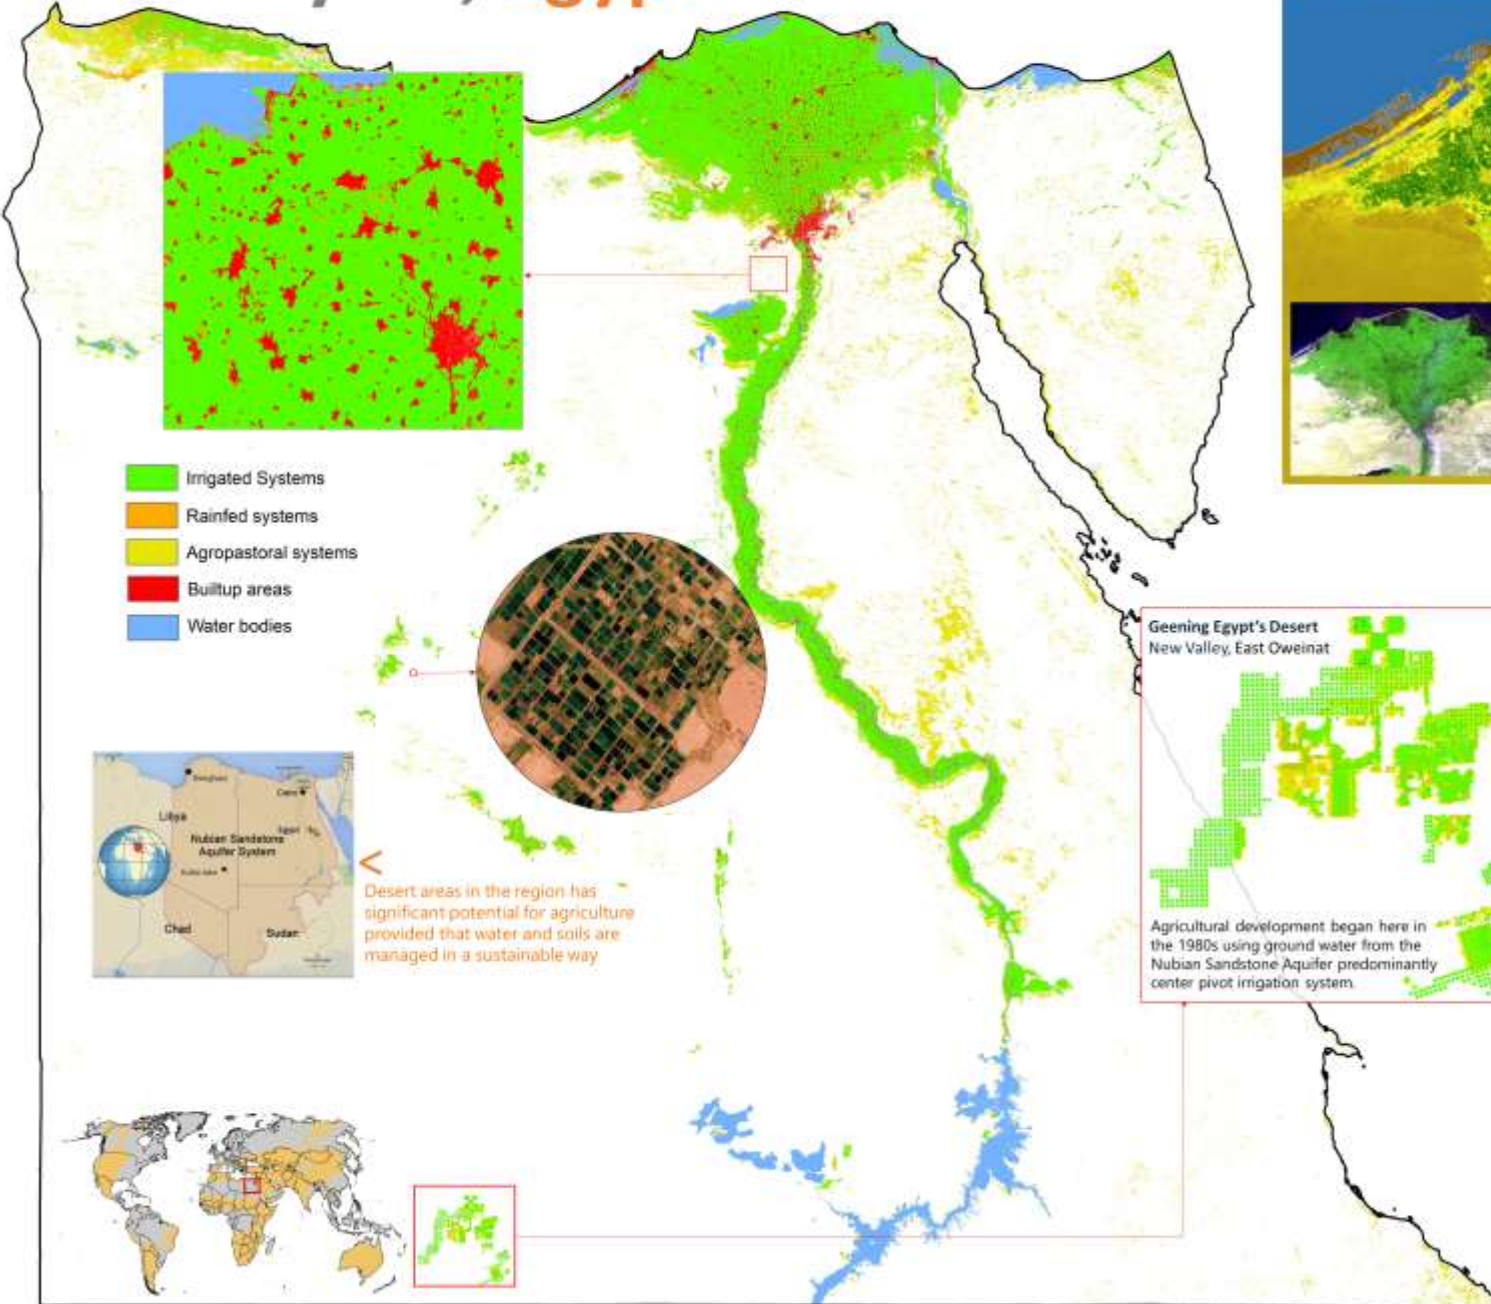 Egyp
Irrigated Systems
Rainfed systems
Agropastoral systems
Builtup areas
Water bodies
Geening Egypt's Desert
New Valley, East Oweinat
Agricultural development began here in
the 1980s using ground water from the
Nubian Sandstone Aquifer predominantly
center pivot irrigation system.
Libya
Cairo
Egypt
Nubian Sandstone
Aquifer System
Chad
Sudan
<
Desert areas in the region has
significant potential for agriculture
provided that water and soils are
managed in a sustainable way